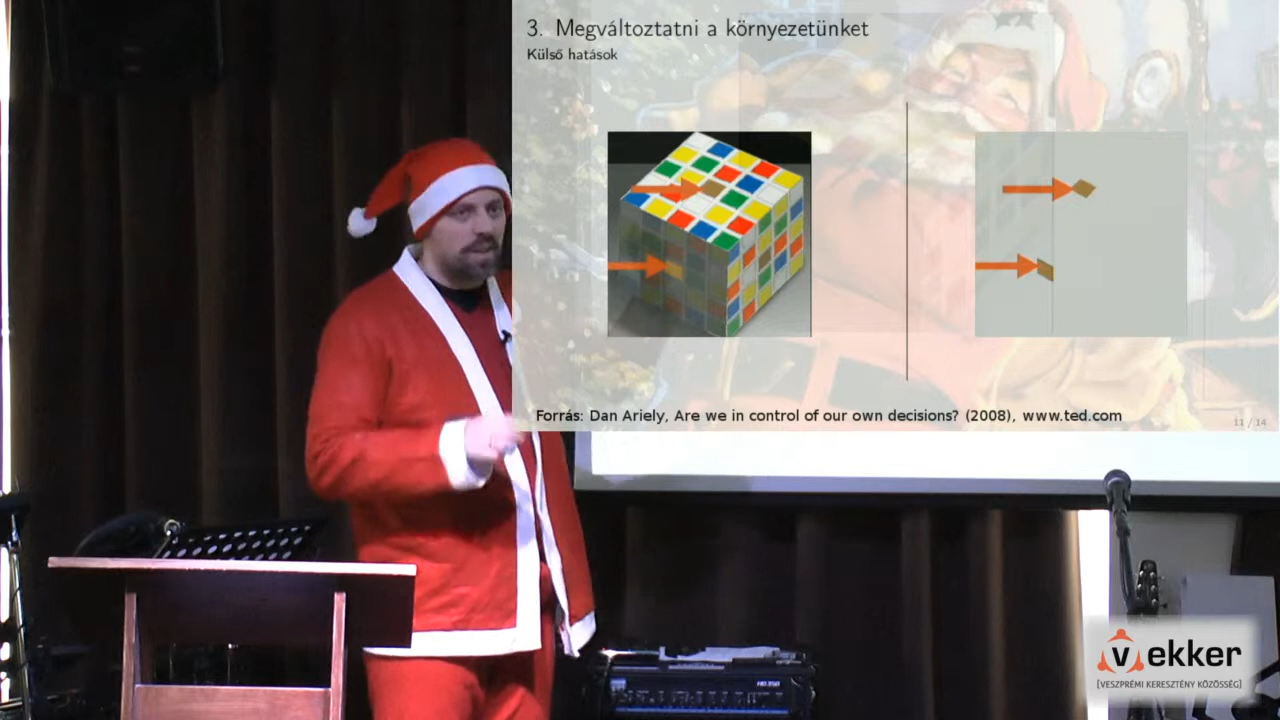 3. Megváltoztatni a környezetünket
Külső hatások
Forrás: Dan Ariely, Are we in control of our own decisions? (2008), www.ted.com
11 / 14
vekker
[VESZPRÉMI KERESZTÉNY KÖZÖSSÉG]